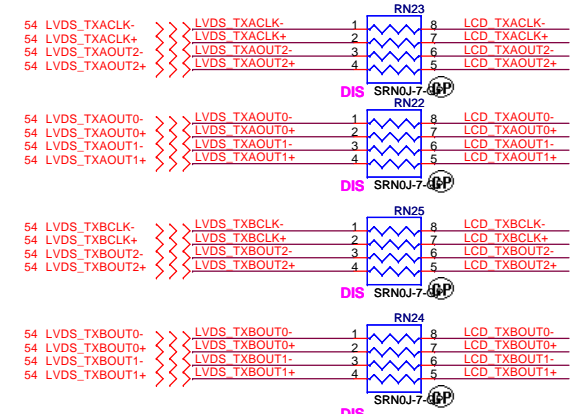 RN23
54 LVDS_TXACLK- LVDS_TXACLK- 1 8 LCD_TXACLK-
54 LVDS_TXACLK+ LVDS_TXACLK+ 2 7 LCD_TXACLK+
54 LVDS_TXAOUT2- LVDS_TXAOUT2- 3 6 LCD_TXAOUT2-
54 LVDS_TXAOUT2+ LVDS_TXAOUT2+ 4 5 LCD_TXAOUT2+
DIS SRN0J-7- GP
RN22
54 LVDS_TXAOUT0- LVDS_TXAOUT0- 1 8 LCD_TXAOUT0-
54 LVDS_TXAOUT0+ LVDS_TXAOUT0+ 2 7 LCD_TXAOUT0+
54 LVDS_TXAOUT1- LVDS_TXAOUT1- 3 6 LCD_TXAOUT1-
54 LVDS_TXAOUT1+ LVDS_TXAOUT1+ 4 5 LCD_TXAOUT1+
DIS SRN0J-7- GP
RN25
54 LVDS_TXBCLK- LVDS_TXBCLK- 1 8 LCD_TXBCLK-
54 LVDS_TXBCLK+ LVDS_TXBCLK+ 2 7 LCD_TXBCLK+
54 LVDS_TXBOUT2- LVDS_TXBOUT2- 3 6 LCD_TXBOUT2-
54 LVDS_TXBOUT2+ LVDS_TXBOUT2+ 4 5 LCD_TXBOUT2+
DIS SRN0J-7- GP
RN24
54 LVDS_TXBOUT0- LVDS_TXBOUT0- 1 8 LCD_TXBOUT0-
54 LVDS_TXBOUT0+ LVDS_TXBOUT0+ 2 7 LCD_TXBOUT0+
54 LVDS_TXBOUT1- LVDS_TXBOUT1- 3 6 LCD_TXBOUT1-
54 LVDS_TXBOUT1+ LVDS_TXBOUT1+ 4 5 LCD_TXBOUT1+
DIS SRN0J-7- GP